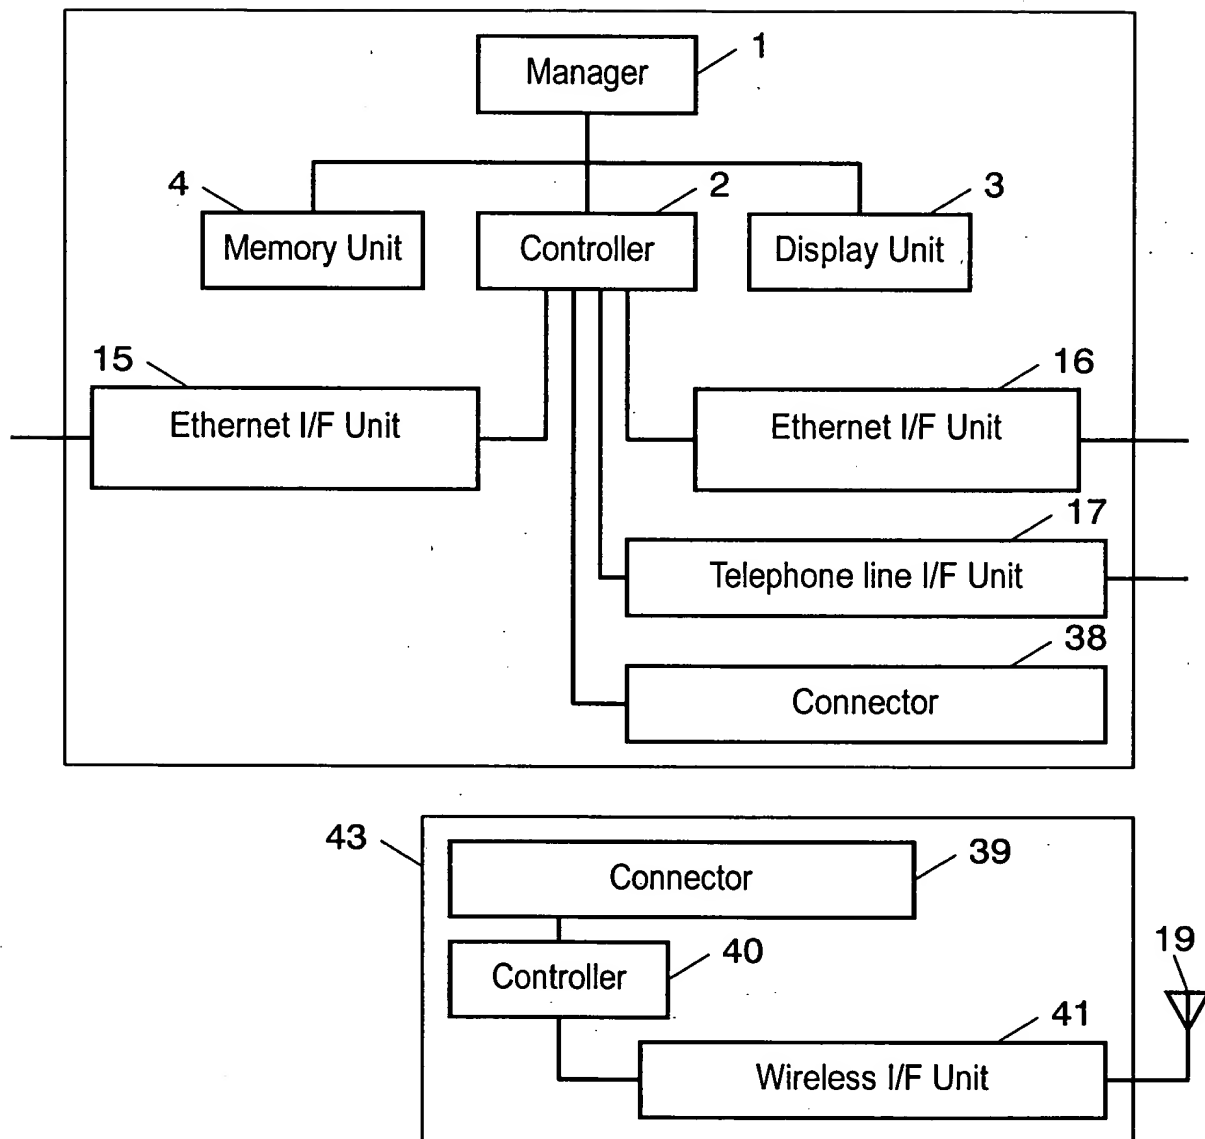 1
Manager
4
2
3
Memory Unit
Controller
Display Unit
15
16
Ethernet I/F Unit
Ethernet I/F Unit
17
Telephone line I/F Unit
38
Connector
43
39
Connector
40
19
Controller
41
Wireless I/F Unit